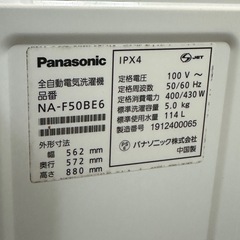 Panasonic
全自動電気洗濯機
品番
NA-F50BE6
外形寸法
幅 562 mm
奥行 572 mm
高さ 880 mm
IPX4
JET
定格電圧 100 V ~
定格周波数 50/60 Hz
定格消費電力 400/430 W
標準洗濯容量 5.0 kg
標準使用水量 114 L
製造番号 1912400065
パナソニック株式会社
中国製